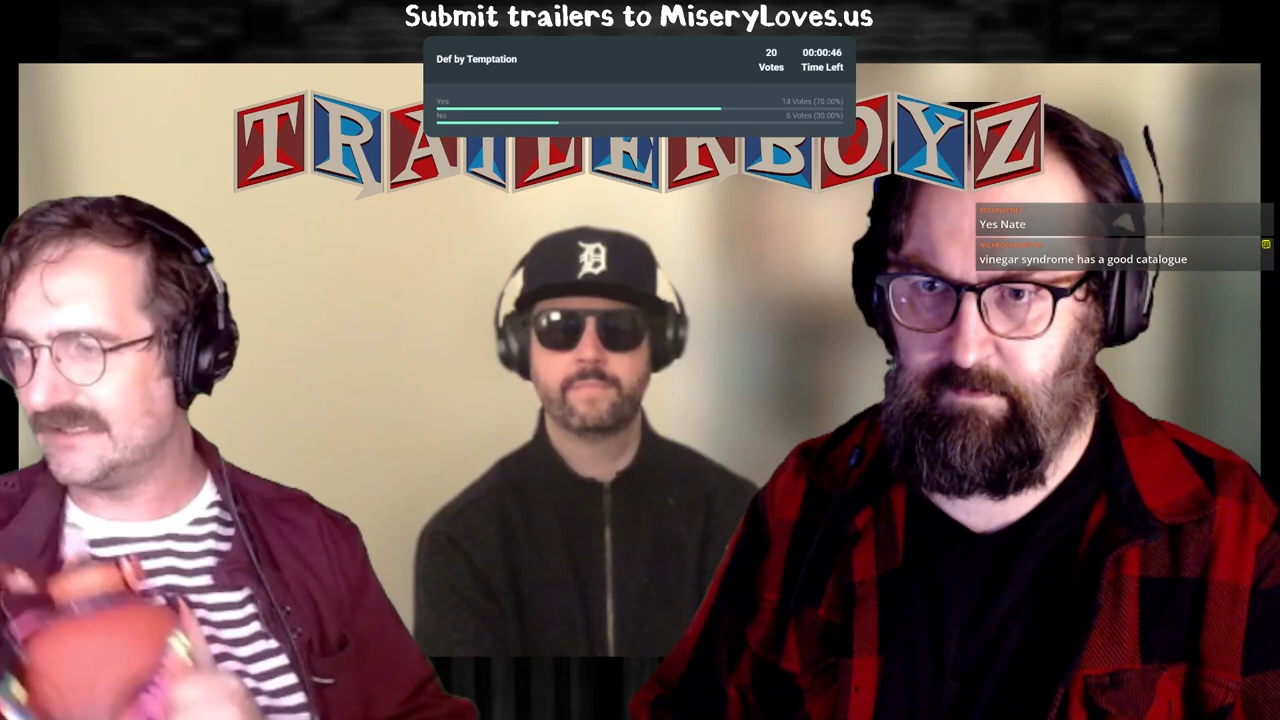 Submit trailers to MiseryLoves.us
Def by Temptation
20
Votes
00:00:46
Time Left
Yes
14 Votes (70.00%)
No
6 Votes (30.00%)
TRAILERBOYZ
D
Yes Nate
vinegar syndrome has a good catalogue